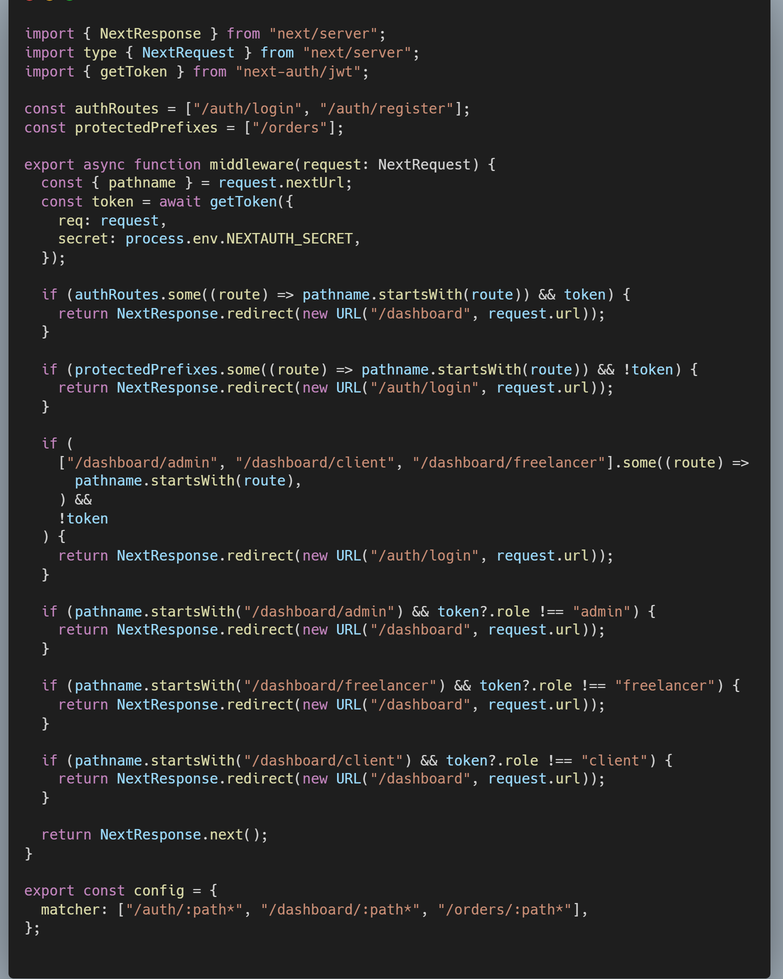 import { NextResponse } from "next/server";
import type { NextRequest } from "next/server";
import { getToken } from "next-auth/jwt";

const authRoutes = ["/auth/login", "/auth/register"];
const protectedPrefixes = ["/orders"];

export async function middleware(request: NextRequest) {
  const { pathname } = request.nextUrl;
  const token = await getToken({
    req: request,
    secret: process.env.NEXTAUTH_SECRET,
  });

  if (authRoutes.some((route) => pathname.startsWith(route)) && token) {
    return NextResponse.redirect(new URL("/dashboard", request.url));
  }

  if (protectedPrefixes.some((route) => pathname.startsWith(route)) && !token) {
    return NextResponse.redirect(new URL("/auth/login", request.url));
  }

  if (
    ["/dashboard/admin", "/dashboard/client", "/dashboard/freelancer"].some((route) =>
      pathname.startsWith(route),
    ) &&
    !token
  ) {
    return NextResponse.redirect(new URL("/auth/login", request.url));
  }

  if (pathname.startsWith("/dashboard/admin") && token?.role !== "admin") {
    return NextResponse.redirect(new URL("/dashboard", request.url));
  }

  if (pathname.startsWith("/dashboard/freelancer") && token?.role !== "freelancer") {
    return NextResponse.redirect(new URL("/dashboard", request.url));
  }

  if (pathname.startsWith("/dashboard/client") && token?.role !== "client") {
    return NextResponse.redirect(new URL("/dashboard", request.url));
  }

  return NextResponse.next();
}

export const config = {
  matcher: ["/auth/:path*", "/dashboard/:path*", "/orders/:path*"],
};